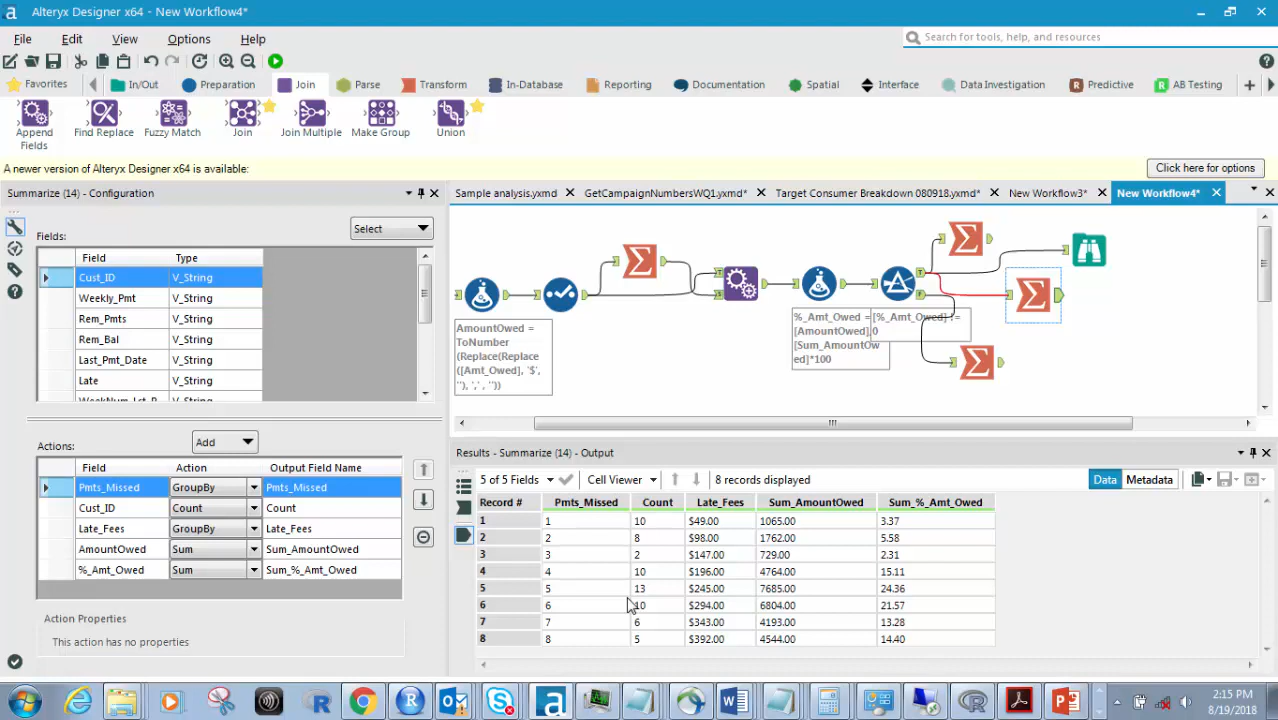 Alteryx Designer x64 - New Workflow4*
File Edit View Options Help
Search for tools, help, and resources
Favorites In/Out Preparation Join Parse Transform In-Database Reporting Documentation Spatial Interface Data Investigation Predictive AB Testing
Append Fields Find Replace Fuzzy Match Join Join Multiple Make Group Union
A newer version of Alteryx Designer x64 is available:
Click here for options
Summarize (14) - Configuration
Sample analysis.yxmd GetCampaignNumbersWQ1.yxmd* Target Consumer Breakdown 080918.yxmd* New Workflow3* New Workflow4*
Fields:
Select
Field Type
Cust_ID V_String
Weekly_Pmt V_String
Rem_Pmts V_String
Rem_Bal V_String
Last_Pmt_Date V_String
Late V_String
AmountOwed =
ToNumber
(Replace(Replace
([Amt_Owed], '$',
''), ',' , ''))
%_Amt_Owed =
[AmountOwed]/
[Sum_AmountOw
ed]*100
[%_Amt_Owed] !=
0
Actions:
Add
Field Action Output Field Name
Pmts_Missed GroupBy Pmts_Missed
Cust_ID Count Count
Late_Fees GroupBy Late_Fees
AmountOwed Sum Sum_AmountOwed
%_Amt_Owed Sum Sum_%_Amt_Owed
Action Properties
This action has no properties
Results - Summarize (14) - Output
5 of 5 Fields Cell Viewer 8 records displayed Data Metadata
Record # Pmts_Missed Count Late_Fees Sum_AmountOwed Sum_%_Amt_Owed
1 1 10 $49.00 1065.00 3.37
2 2 8 $98.00 1762.00 5.58
3 3 2 $147.00 729.00 2.31
4 4 10 $196.00 4764.00 15.11
5 5 13 $245.00 7685.00 24.36
6 6 10 $294.00 6804.00 21.57
7 7 6 $343.00 4193.00 13.28
8 8 5 $392.00 4544.00 14.40
2:15 PM
8/19/2018